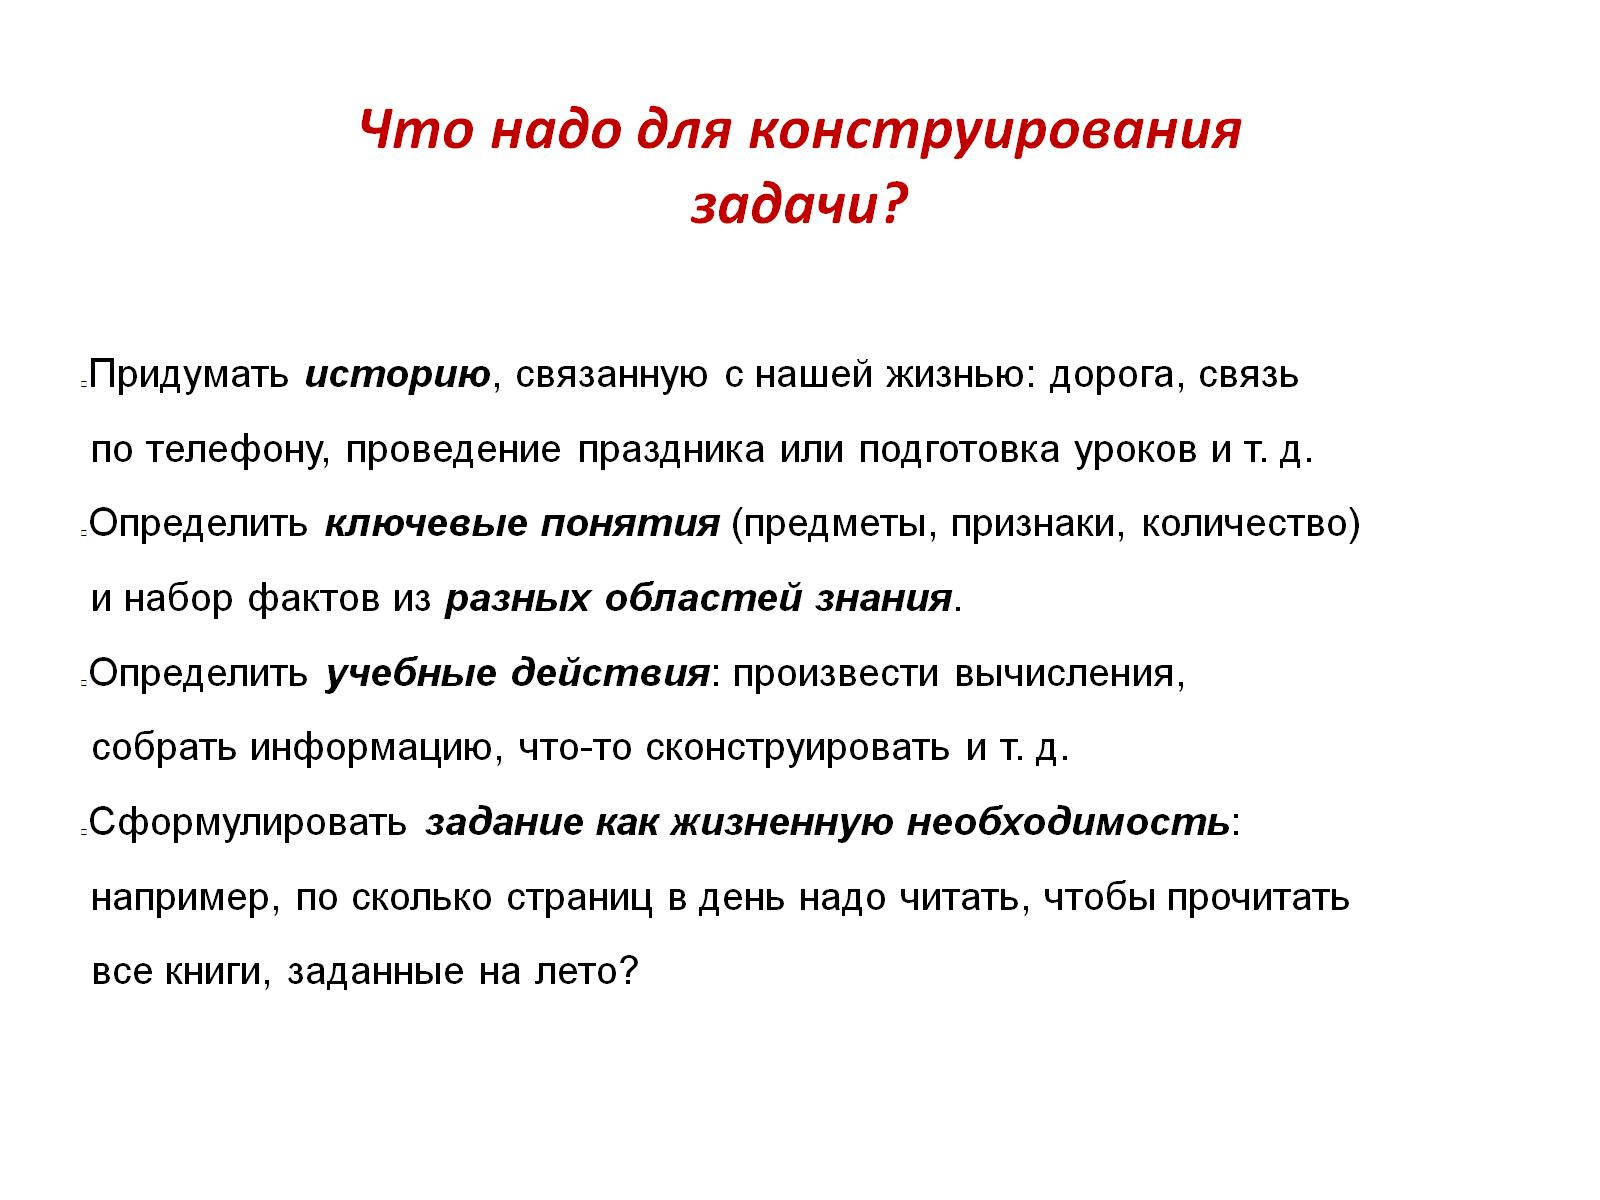 Что надо для конструирования
задачи?
Придумать историю, связанную с нашей жизнью: дорога, связь
по телефону, проведение праздника или подготовка уроков и т. д.
Определить ключевые понятия (предметы, признаки, количество)
и набор фактов из разных областей знания.
Определить учебные действия: произвести вычисления,
собрать информацию, что-то сконструировать и т. д.
Сформулировать задание как жизненную необходимость:
например, по сколько страниц в день надо читать, чтобы прочитать
все книги, заданные на лето?